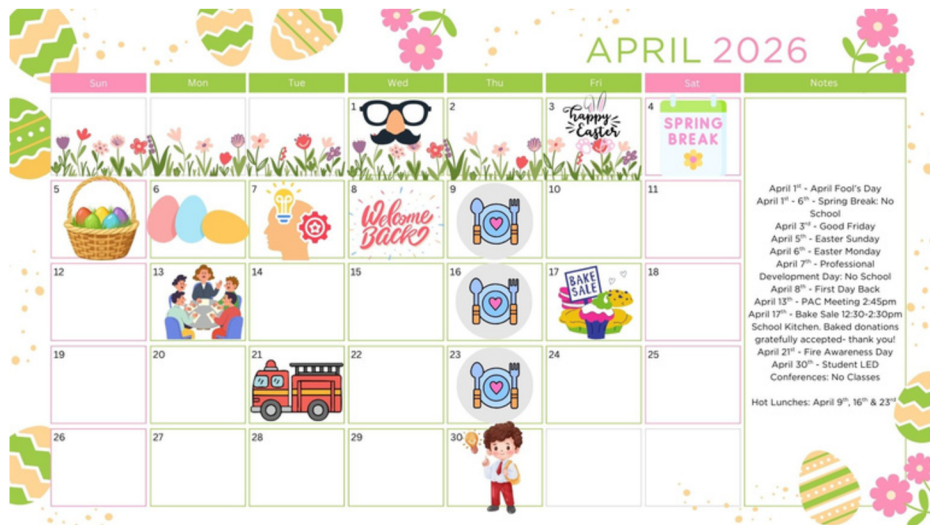 APRIL 2026
Sun Mon Tue Wed Thu Fri Sat Notes
1 2 3 4
happy
Easter
SPRING
BREAK
5 6 7 8 9 10 11
Welcome
Back
12 13 14 15 16 17 18
BAKE
SALE
19 20 21 22 23 24 25
26 27 28 29 30
April 1st - April Fool's Day
April 1st - 6th - Spring Break: No
School
April 3rd - Good Friday
April 5th - Easter Sunday
April 6th - Easter Monday
April 7th - Professional
Development Day: No School
April 8th - First Day Back
April 13th - PAC Meeting 2:45pm
April 17th - Bake Sale 12:30-2:30pm
School Kitchen. Baked donations
gratefully accepted- thank you!
April 21st - Fire Awareness Day
April 30th - Student LED
Conferences: No Classes
Hot Lunches: April 9th, 16th & 23rd